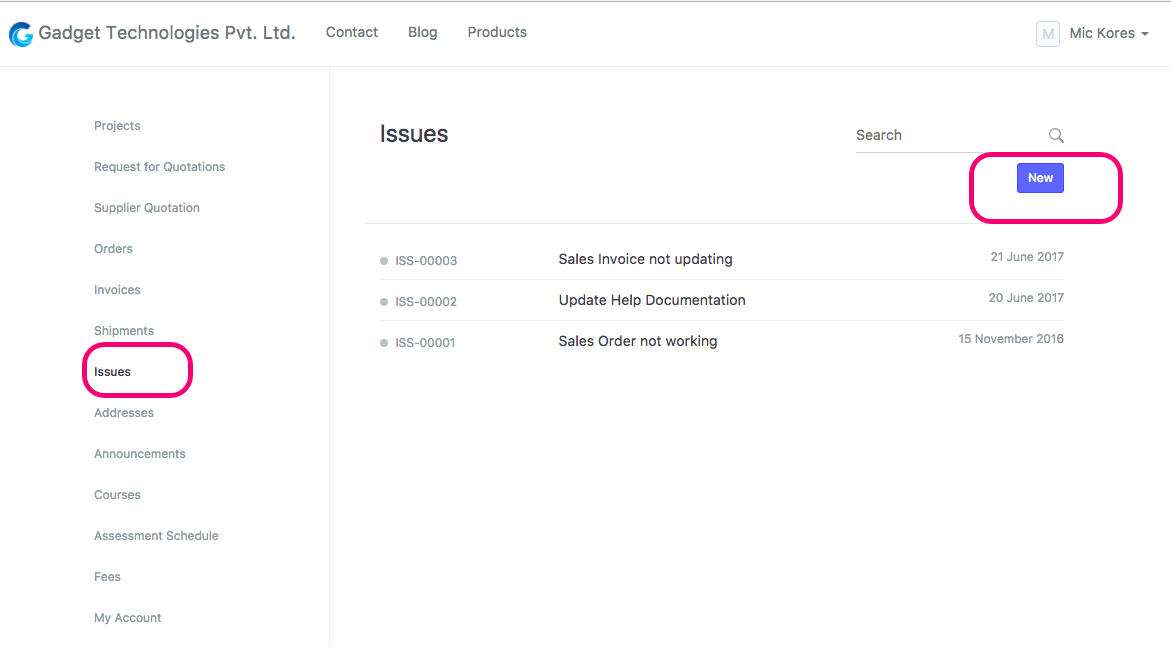 Gadget Technologies Pvt. Ltd. Contact Blog Products M Mic Kores
Projects
Request for Quotations
Supplier Quotation
Orders
Invoices
Shipments
Issues
Addresses
Announcements
Courses
Assessment Schedule
Fees
My Account
Issues
Search
New
ISS-00003 Sales Invoice not updating 21 June 2017
ISS-00002 Update Help Documentation 20 June 2017
ISS-00001 Sales Order not working 15 November 2016